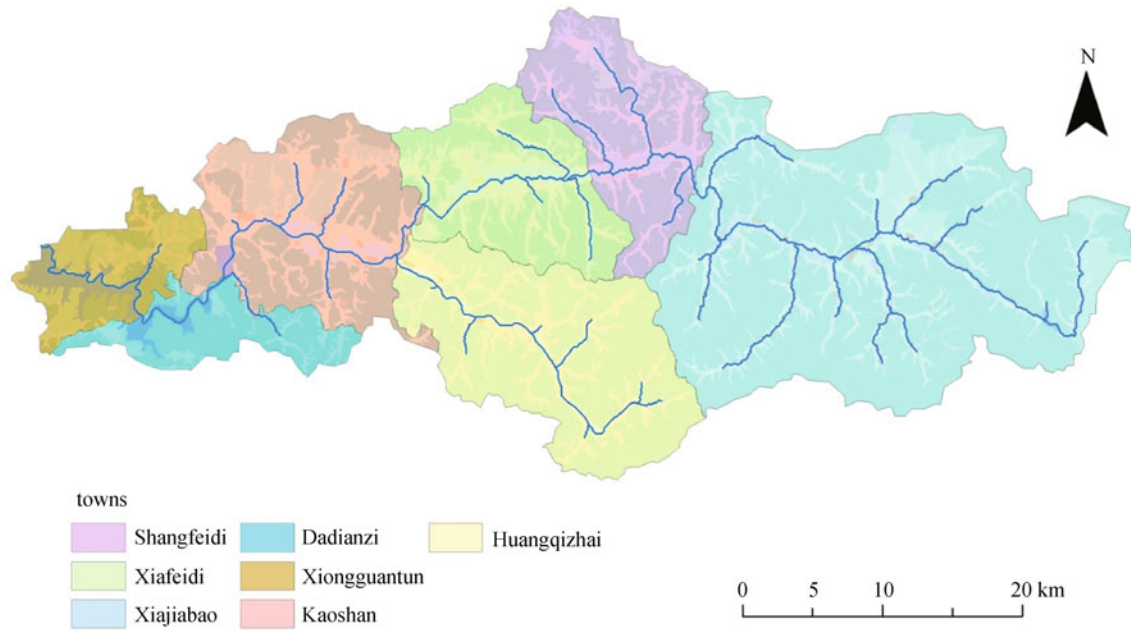 N
towns
Shangfeidi Dadianzi Huangqizhai
Xiafeidi Xiongguantun
Xiajiabao Kaoshan
0 5 10 20 km